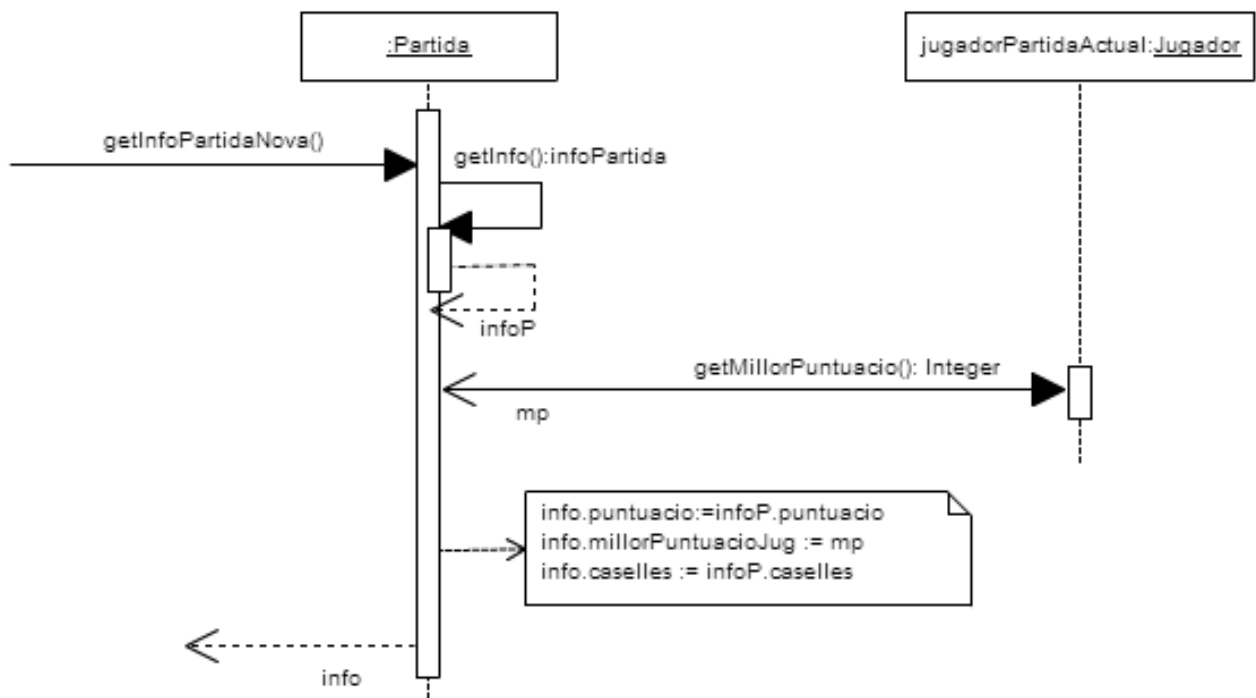 :Partida
jugadorPartidaActual:Jugador
getInfoPartidaNova()
getInfo():infoPartida
infoP
getMillorPuntuacio(): Integer
mp
info.puntuacio:=infoP.puntuacio
info.millorPuntuacioJug := mp
info.caselles := infoP.caselles
info